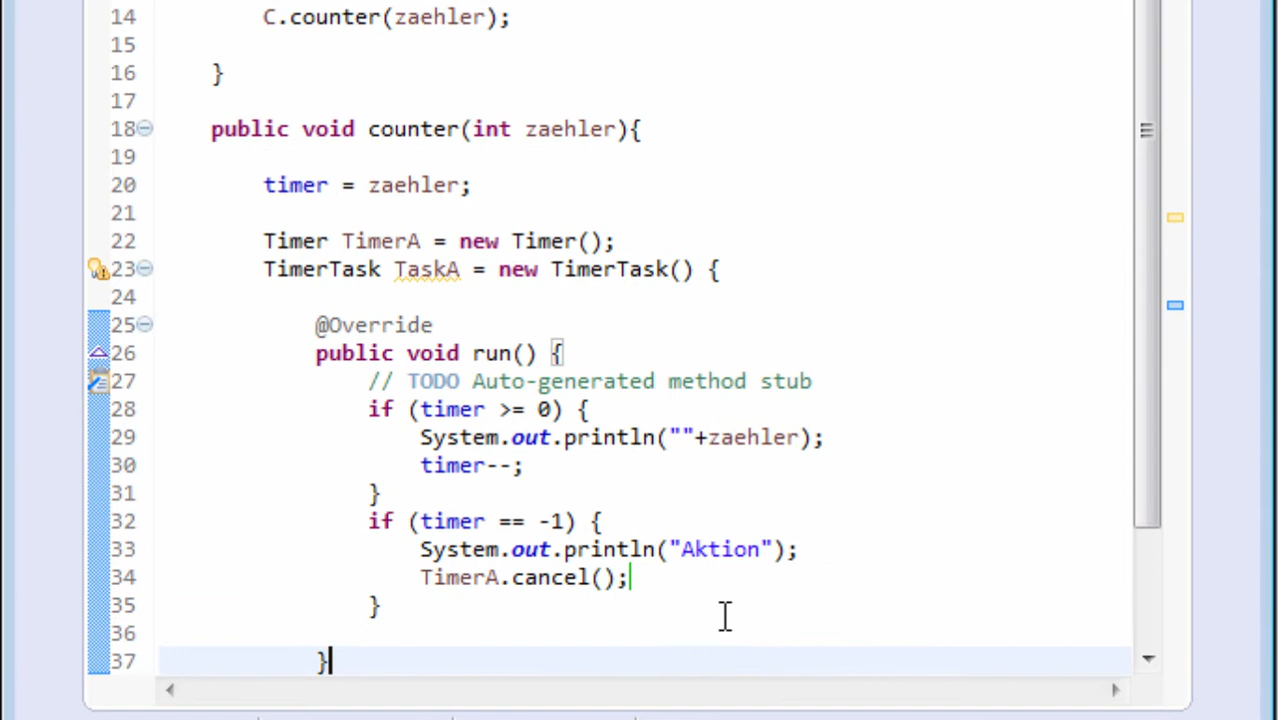 14 C.counter(zaehler);
15
16 }
17
18 public void counter(int zaehler){
19
20 timer = zaehler;
21
22 Timer TimerA = new Timer();
23 TimerTask TaskA = new TimerTask() {
24
25 @Override
26 public void run() {
27 // TODO Auto-generated method stub
28 if (timer >= 0) {
29 System.out.println(""+zaehler);
30 timer--;
31 }
32 if (timer == -1) {
33 System.out.println("Aktion");
34 TimerA.cancel();
35 }
36
37 }